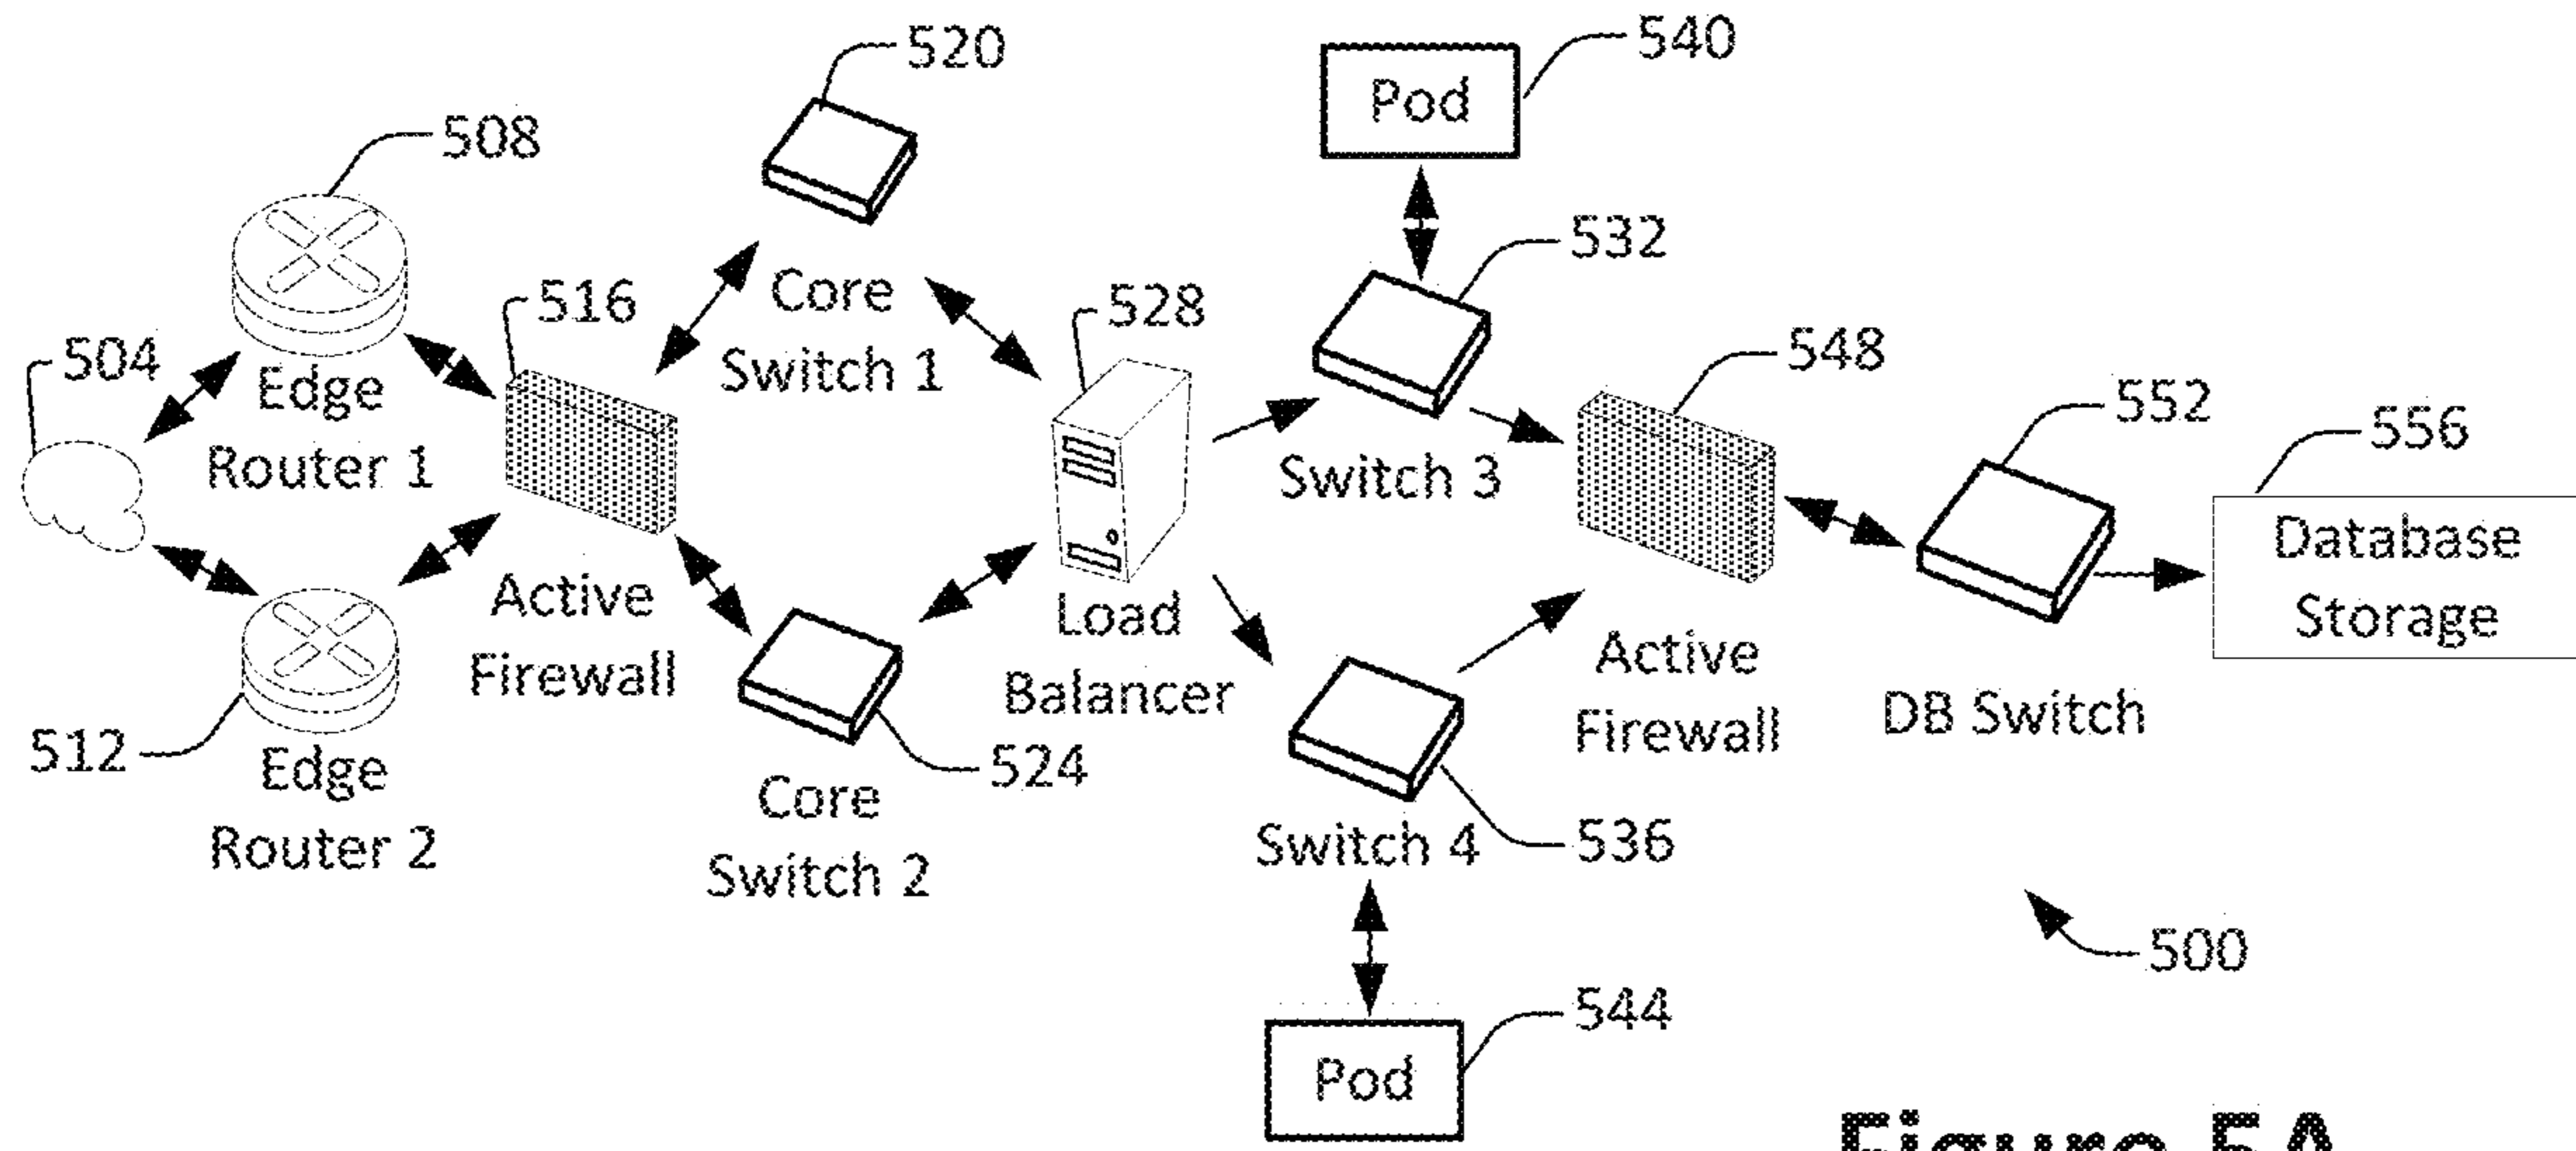 520
540
Pod
508
532
516
Core
Switch 1
528
548
504
Edge
Router 1
552
556
Switch 3
Database
Storage
Active
Firewall
Load
Balancer
Active
Firewall
DB Switch
512
Edge
Router 2
524
Core
Switch 2
Switch 4
536
500
544
Pod
Figure 5A